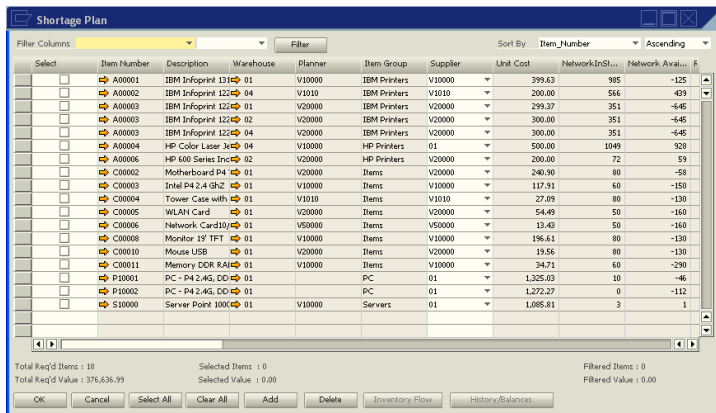 Shortage Plan
Filter Columns Filter Sort By Item_Number Ascending
Select Item Number Description Warehouse Planner Item Group Supplier Unit Cost NetworkInSt... Network Avai...
A00001 IBM Infoprint 131 01 V10000 IBM Printers V10000 399.63 985 -125
A00002 IBM Infoprint 122 04 V1010 IBM Printers V1010 200.00 566 439
A00003 IBM Infoprint 122 01 V20000 IBM Printers V20000 299.37 351 -645
A00003 IBM Infoprint 122 02 V20000 IBM Printers V20000 300.00 351 -645
A00003 IBM Infoprint 122 04 V20000 IBM Printers V20000 300.00 351 -645
A00004 HP Color Laser Je 04 V10000 HP Printers 01 500.00 1049 928
A00006 HP 600 Series Inc 02 V20000 HP Printers V20000 200.00 72 59
C00002 Motherboard P4 01 V20000 Items V20000 240.90 80 -58
C00003 Intel P4 2.4 GhZ 01 V10000 Items V10000 117.91 60 -150
C00004 Tower Case with 01 V1010 Items V1010 27.09 80 -130
C00005 WLAN Card 01 V20000 Items V20000 54.49 50 -160
C00006 Network Card10/ 01 V50000 Items V50000 13.43 50 -160
C00008 Monitor 19' TFT 01 V10000 Items V10000 196.61 80 -130
C00010 Mouse USB 01 V20000 Items V20000 19.56 80 -130
C00011 Memory DDR RAI 01 V10000 Items V10000 34.71 60 -290
P10001 PC - P4 2.4G, DD 01 PC 01 1,325.03 10 -46
P10002 PC - P4 2.4G, DD 01 PC 01 1,272.27 0 -112
S10000 Server Point 1000 01 V10000 Servers 01 1,085.81 3 1
Total Req'd Items : 18 Selected Items : 0 Filtered Items : 0
Total Req'd Value : 376,636.99 Selected Value : 0.00 Filtered Value : 0.00
OK Cancel Select All Clear All Add Delete Inventory Flow History/Balances